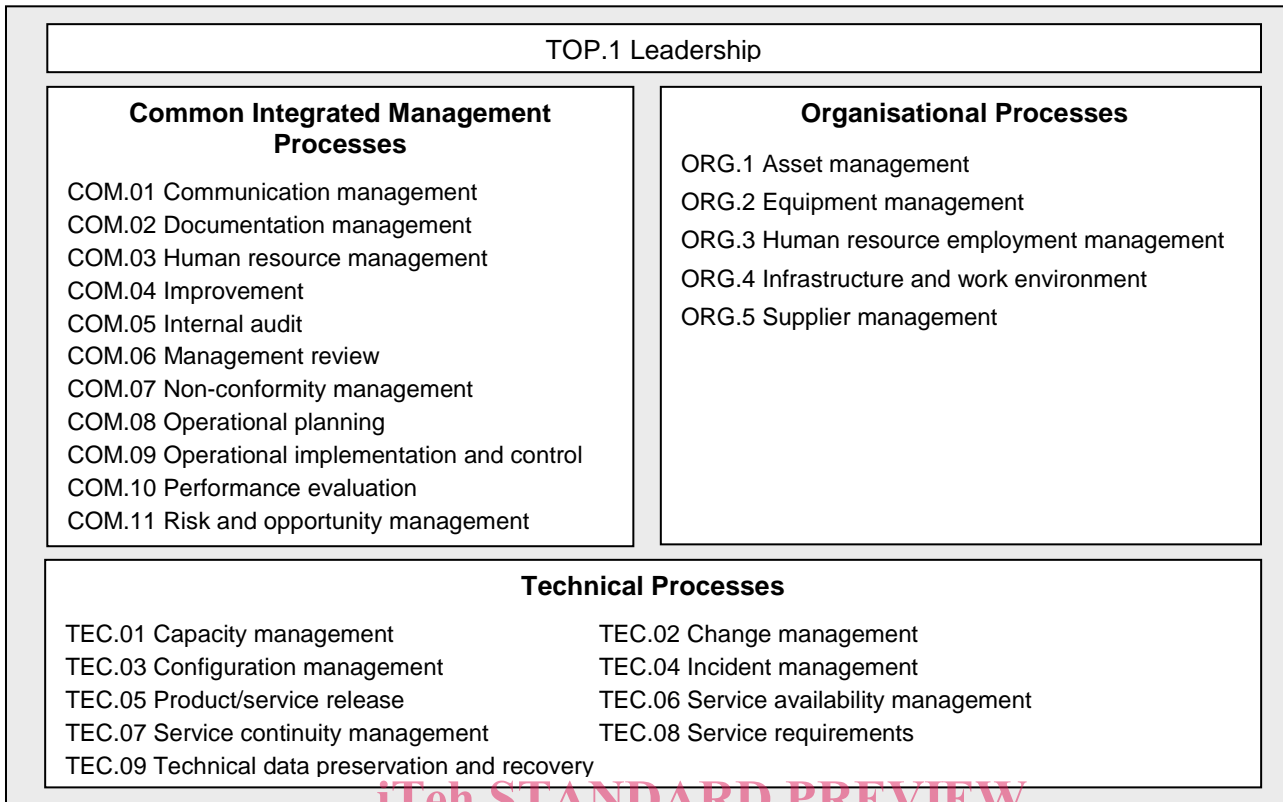 TOP.1 Leadership
Common Integrated Management
Processes
COM.01 Communication management
COM.02 Documentation management
COM.03 Human resource management
COM.04 Improvement
COM.05 Internal audit
COM.06 Management review
COM.07 Non-conformity management
COM.08 Operational planning
COM.09 Operational implementation and control
COM.10 Performance evaluation
COM.11 Risk and opportunity management
Organisational Processes
ORG.1 Asset management
ORG.2 Equipment management
ORG.3 Human resource employment management
ORG.4 Infrastructure and work environment
ORG.5 Supplier management
Technical Processes
TEC.01 Capacity management TEC.02 Change management
TEC.03 Configuration management TEC.04 Incident management
TEC.05 Product/service release TEC.06 Service availability management
TEC.07 Service continuity management TEC.08 Service requirements
TEC.09 Technical data preservation and recovery
iTeh STANDARD PREVIEW